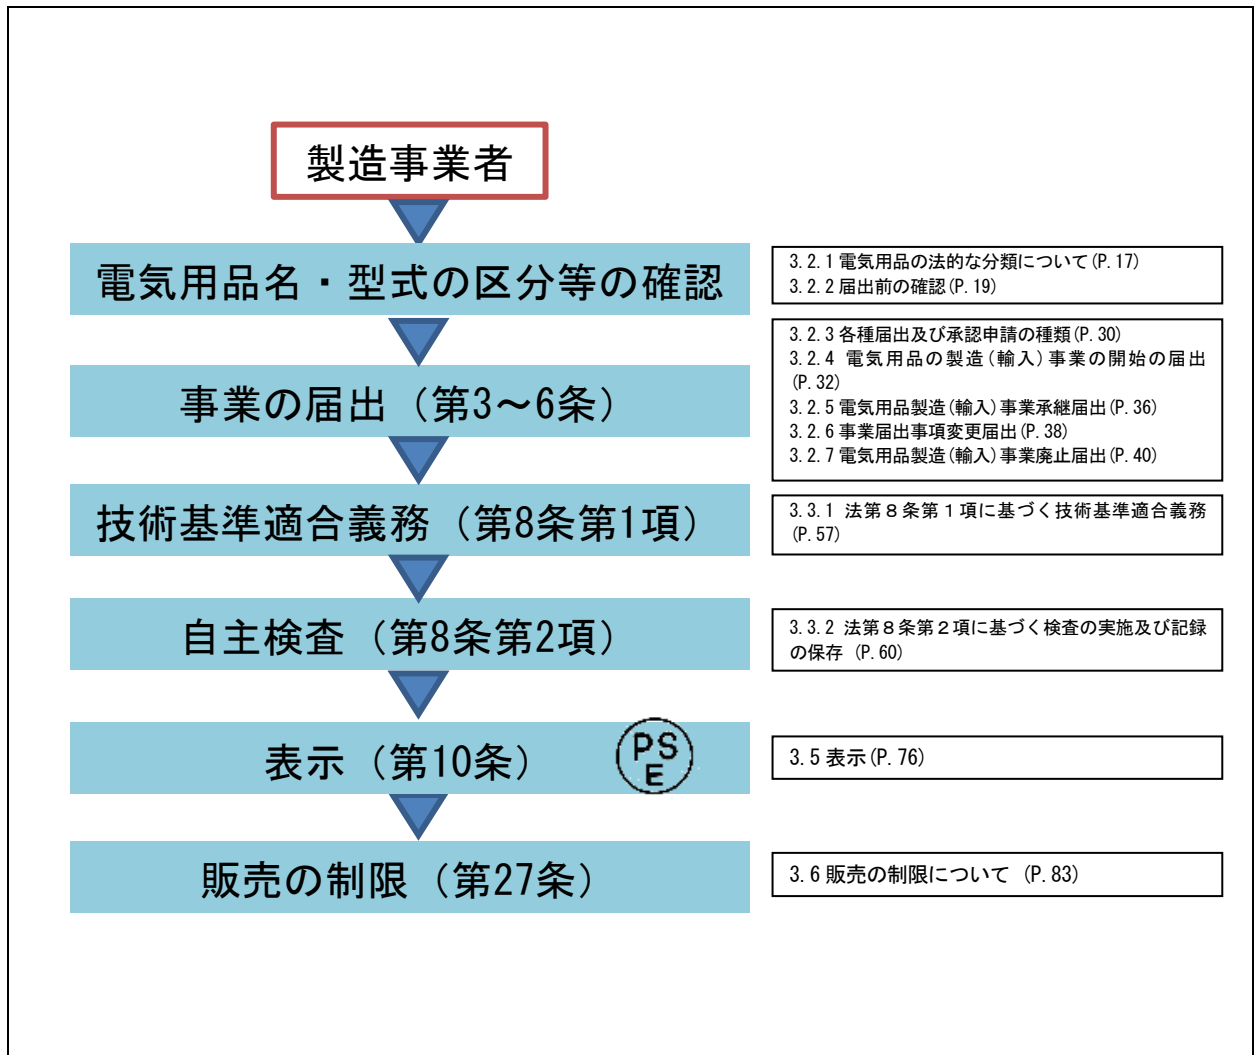 製造事業者
電気用品名・型式の区分等の確認
3.2.1 電気用品の法的な分類について(P.17)
3.2.2 届出前の確認(P.19)
事業の届出（第3～6条）
3.2.3 各種届出及び承認申請の種類(P.30)
3.2.4 電気用品の製造(輸入)事業の開始の届出
(P.32)
3.2.5 電気用品製造(輸入)事業承継届出(P.36)
3.2.6 事業届出事項変更届出(P.38)
3.2.7 電気用品製造(輸入)事業廃止届出(P.40)
技術基準適合義務（第8条第1項）
3.3.1 法第８条第１項に基づく技術基準適合義務
(P.57)
自主検査（第8条第2項）
3.3.2 法第８条第２項に基づく検査の実施及び記録
の保存 (P.60)
表示（第10条）
PS
E
3.5 表示(P.76)
販売の制限（第27条）
3.6 販売の制限について (P.83)